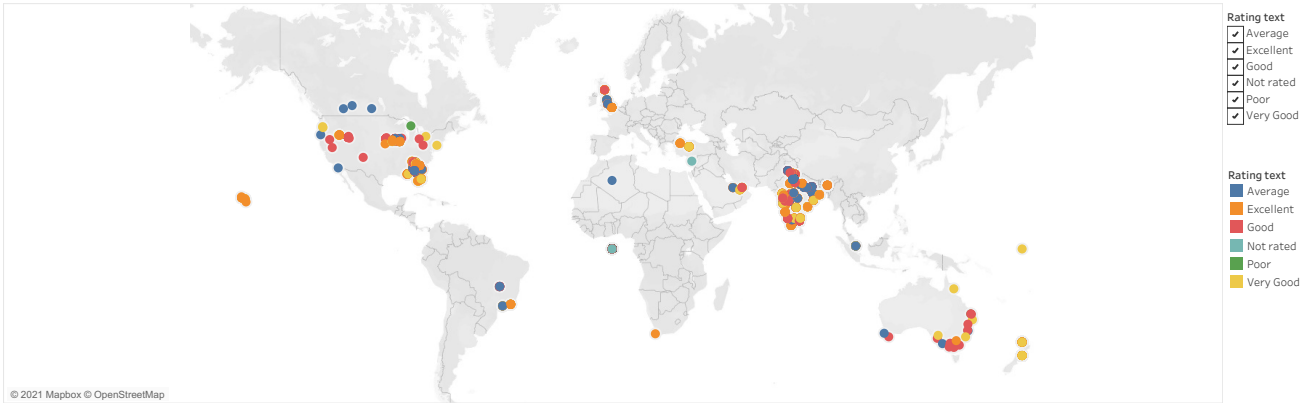 Rating text
Average
Excellent
Good
Not rated
Poor
Very Good
Rating text
Average
Excellent
Good
Not rated
Poor
Very Good
© 2021 Mapbox © OpenStreetMap